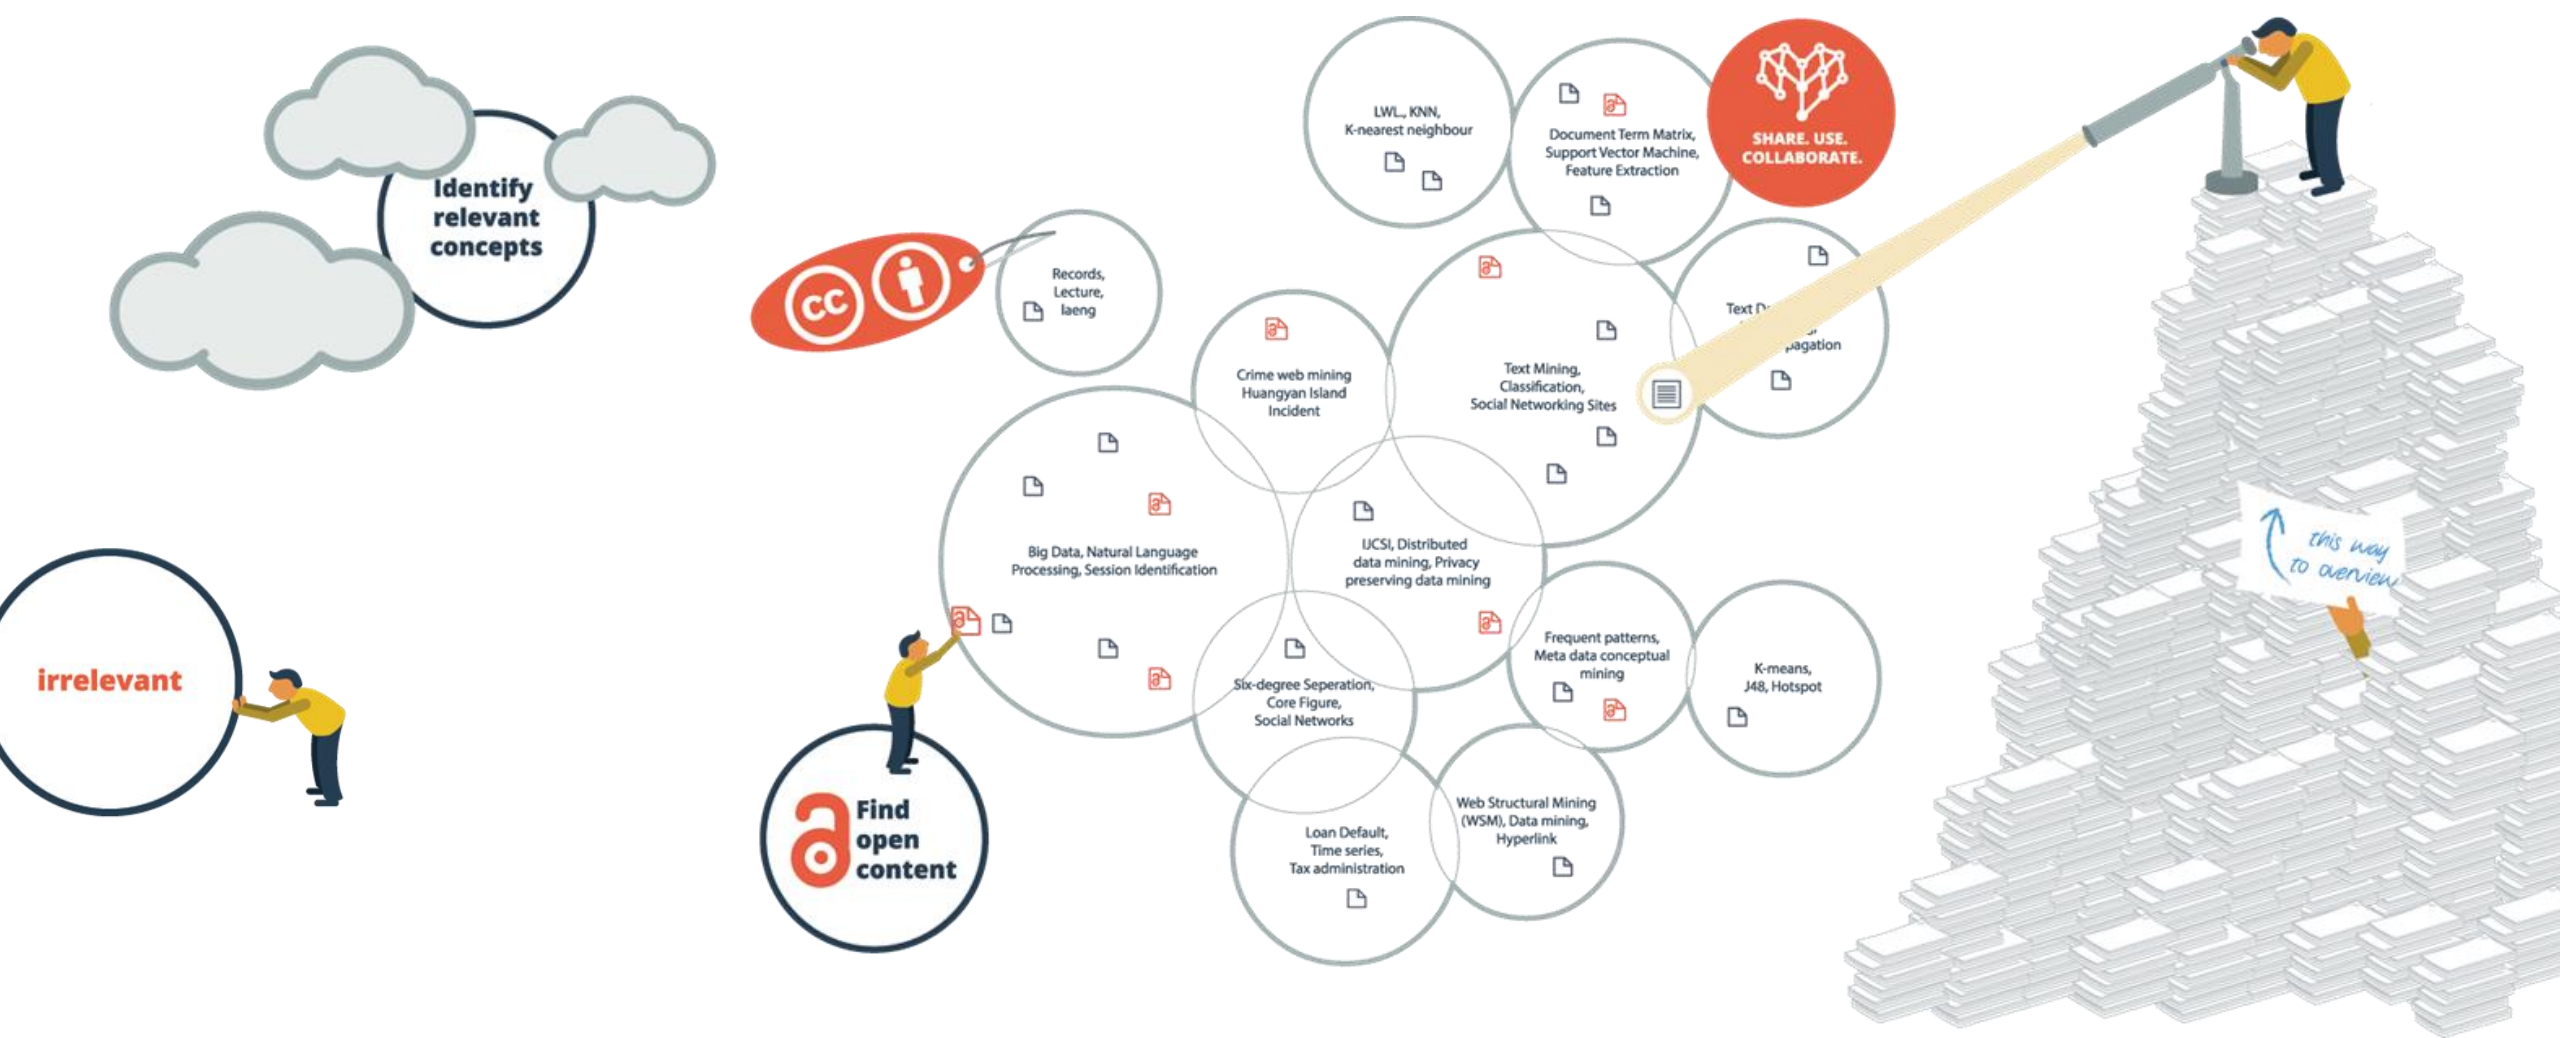 Identify
relevant
concepts
irrelevant
cc
Records,
Lecture,
Iaeng
LWL, KNN,
K-nearest neighbour
Document Term Matrix,
Support Vector Machine,
Feature Extraction
SHARE. USE.
COLLABORATE.
Crime web mining
Huangyan Island
Incident
Text Mining,
Classification,
Social Networking Sites
Text
Big Data, Natural Language
Processing, Session Identification
IJCSI, Distributed
data mining, Privacy
preserving data mining
Six-degree Seperation,
Core Figure,
Social Networks
Frequent patterns,
Meta data conceptual
mining
K-means,
J48, Hotspot
Web Structural Mining
(WSM), Data mining,
Hyperlink
Loan Default,
Time series,
Tax administration
Find
open
content
this way
to overview